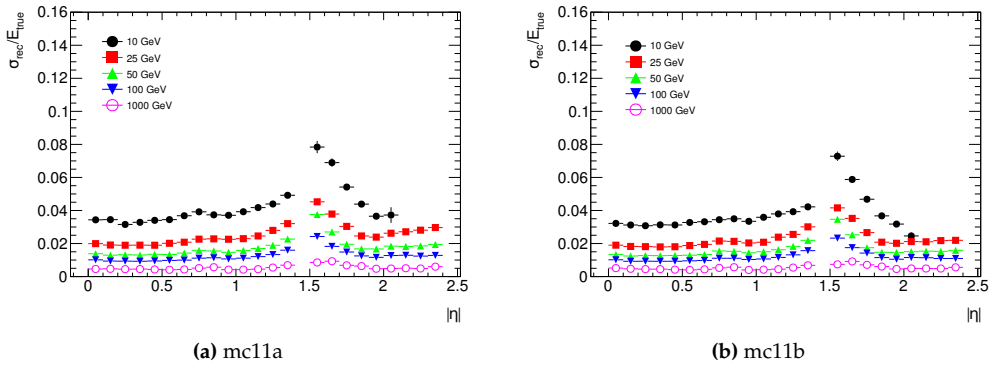 σrec/Etrue
0.16
0.14
0.12
0.1
0.08
0.06
0.04
0.02
0
10 GeV
25 GeV
50 GeV
100 GeV
1000 GeV
0 0.5 1 1.5 2 2.5
|η|
(a) mc11a
σrec/Etrue
0.16
0.14
0.12
0.1
0.08
0.06
0.04
0.02
0
10 GeV
25 GeV
50 GeV
100 GeV
1000 GeV
0 0.5 1 1.5 2 2.5
|η|
(b) mc11b